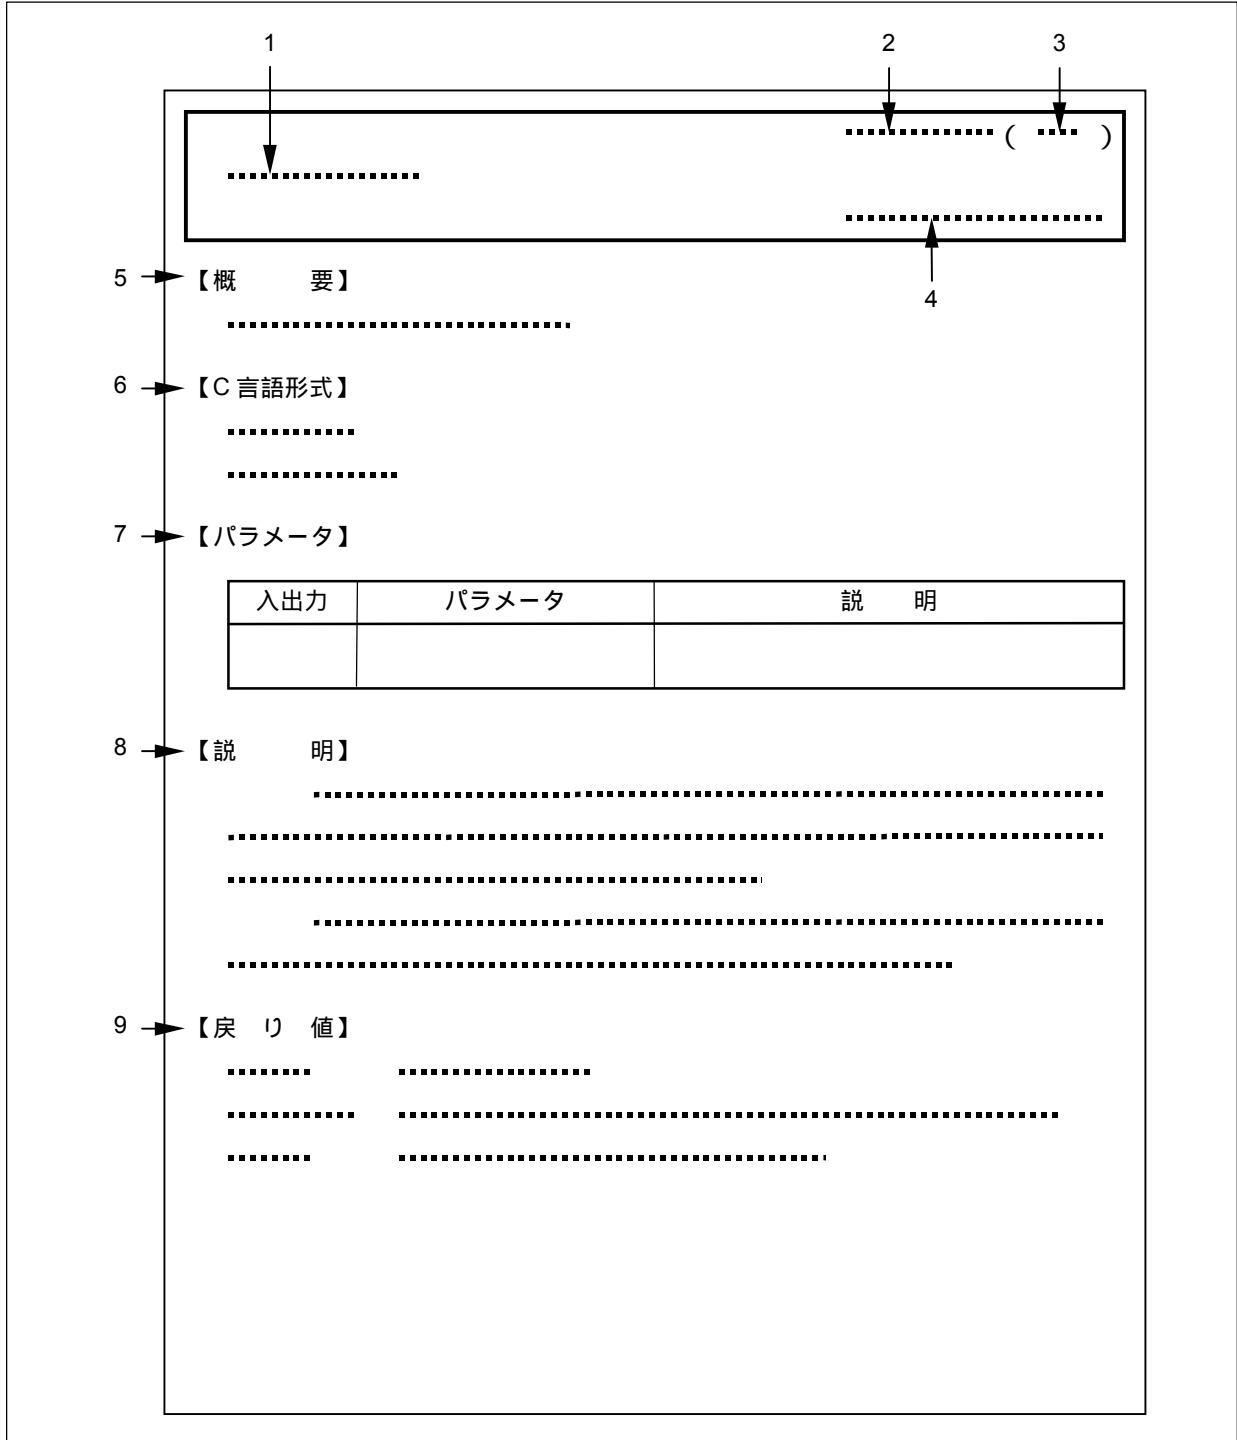 1 2 3
( )
5 【概 要】
4
6 【C 言語形式】
7 【パラメータ】
入出力 パラメータ 説 明
8 【説 明】
9 【戻 り 値】